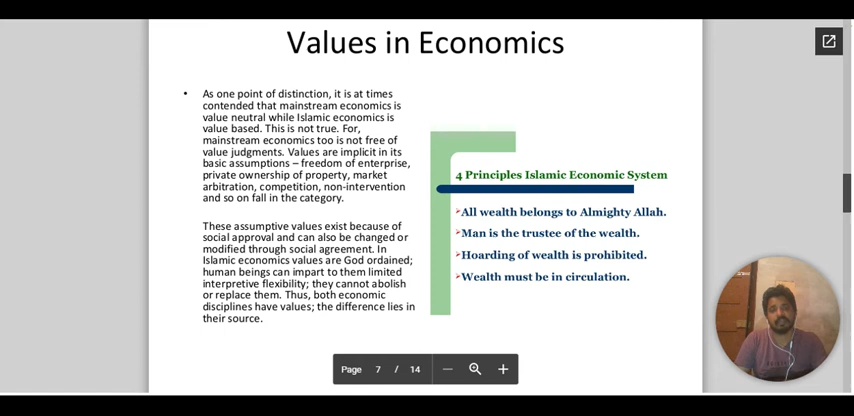 Values in Economics
• As one point of distinction, it is at times
contended that mainstream economics is
value neutral while Islamic economics is
value based. This is not true. For,
mainstream economics too is not free of
value judgments. Values are implicit in its
basic assumptions – freedom of enterprise,
private ownership of property, market
arbitration, competition, non-intervention
and so on fall in the category.
These assumptive values exist because of
social approval and can also be changed or
modified through social agreement. In
Islamic economics values are God ordained;
human beings can impart to them limited
interpretive flexibility; they cannot abolish
or replace them. Thus, both economic
disciplines have values; the difference lies in
their source.
4 Principles Islamic Economic System
All wealth belongs to Almighty Allah.
Man is the trustee of the wealth.
Hoarding of wealth is prohibited.
Wealth must be in circulation.
Page 7 / 14